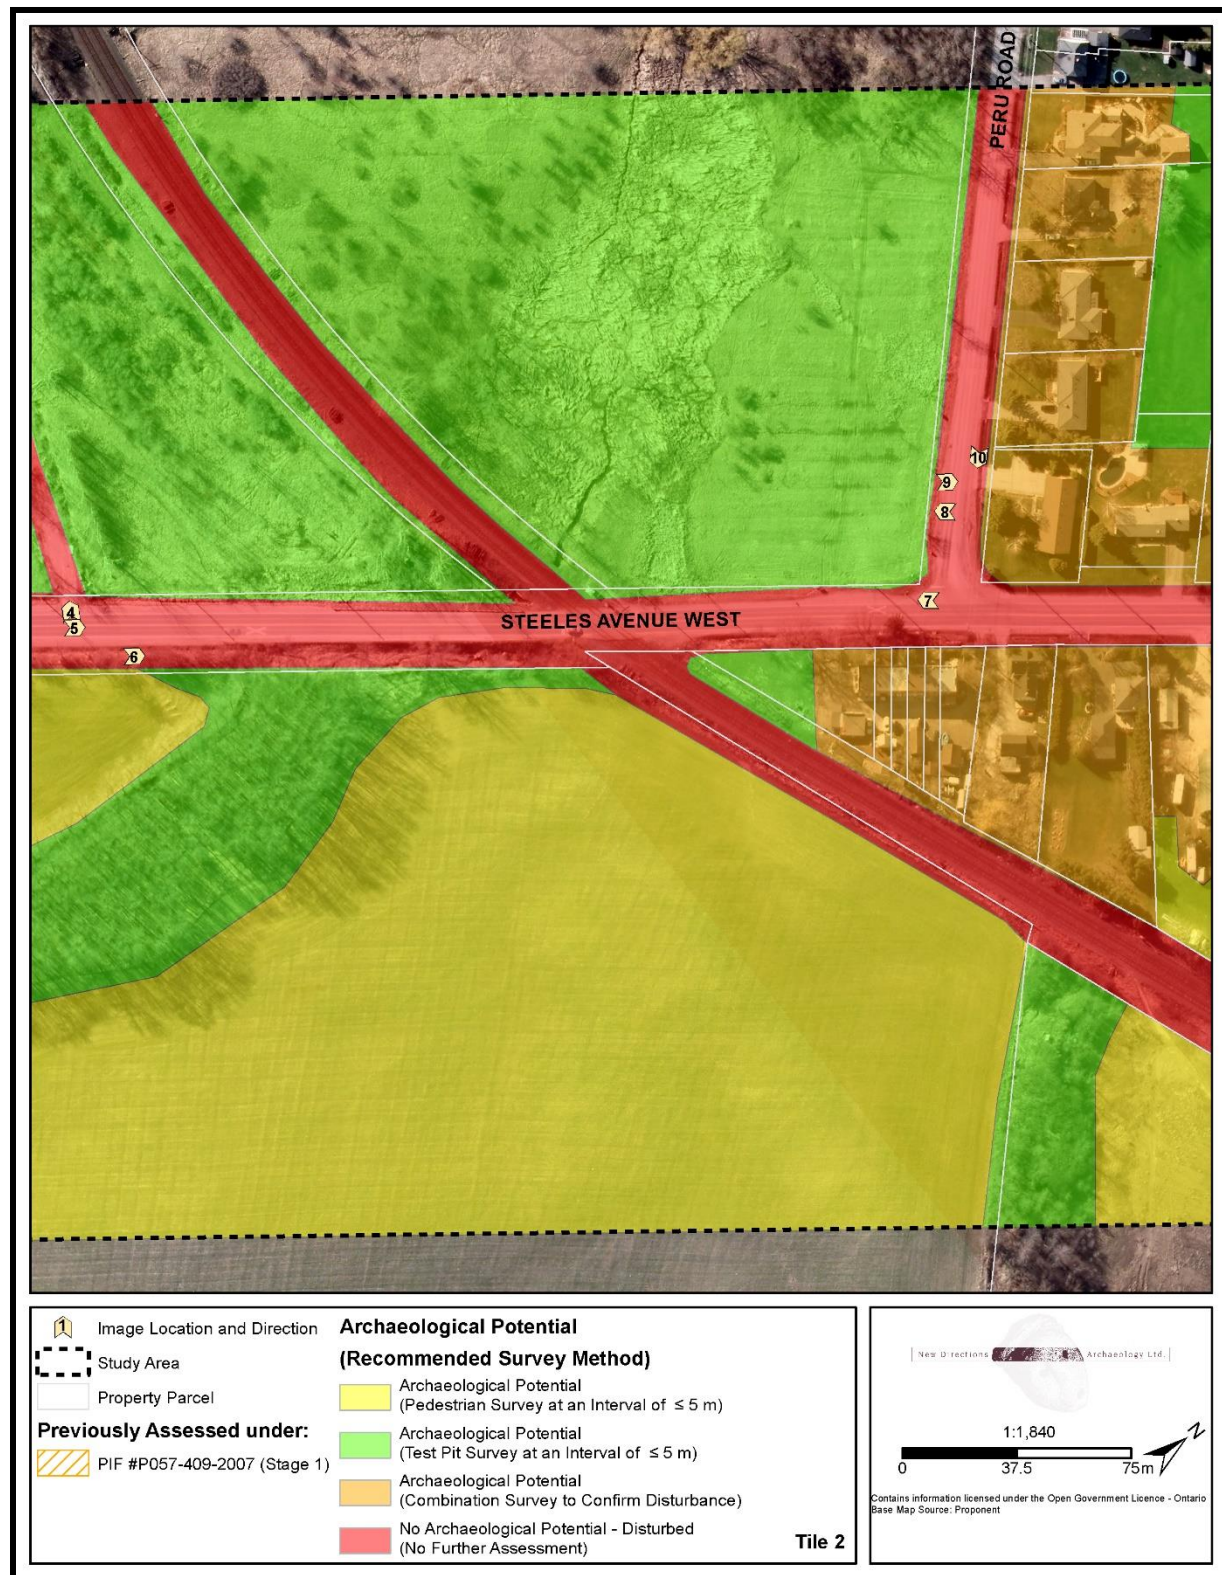 PERU ROAD
10
9
8
7
STEELES AVENUE WEST
4
5
6
1 Image Location and Direction
Study Area
Property Parcel
Previously Assessed under:
PIF #P057-409-2007 (Stage 1)
Archaeological Potential
(Recommended Survey Method)
Archaeological Potential
(Pedestrian Survey at an Interval of ≤ 5 m)
Archaeological Potential
(Test Pit Survey at an Interval of ≤ 5 m)
Archaeological Potential
(Combination Survey to Confirm Disturbance)
No Archaeological Potential - Disturbed
(No Further Assessment)
Tile 2
New Directions Archaeology Ltd.
1:1,840
0 37.5 75m
N
Contains information licensed under the Open Government Licence - Ontario
Base Map Source: Proponent